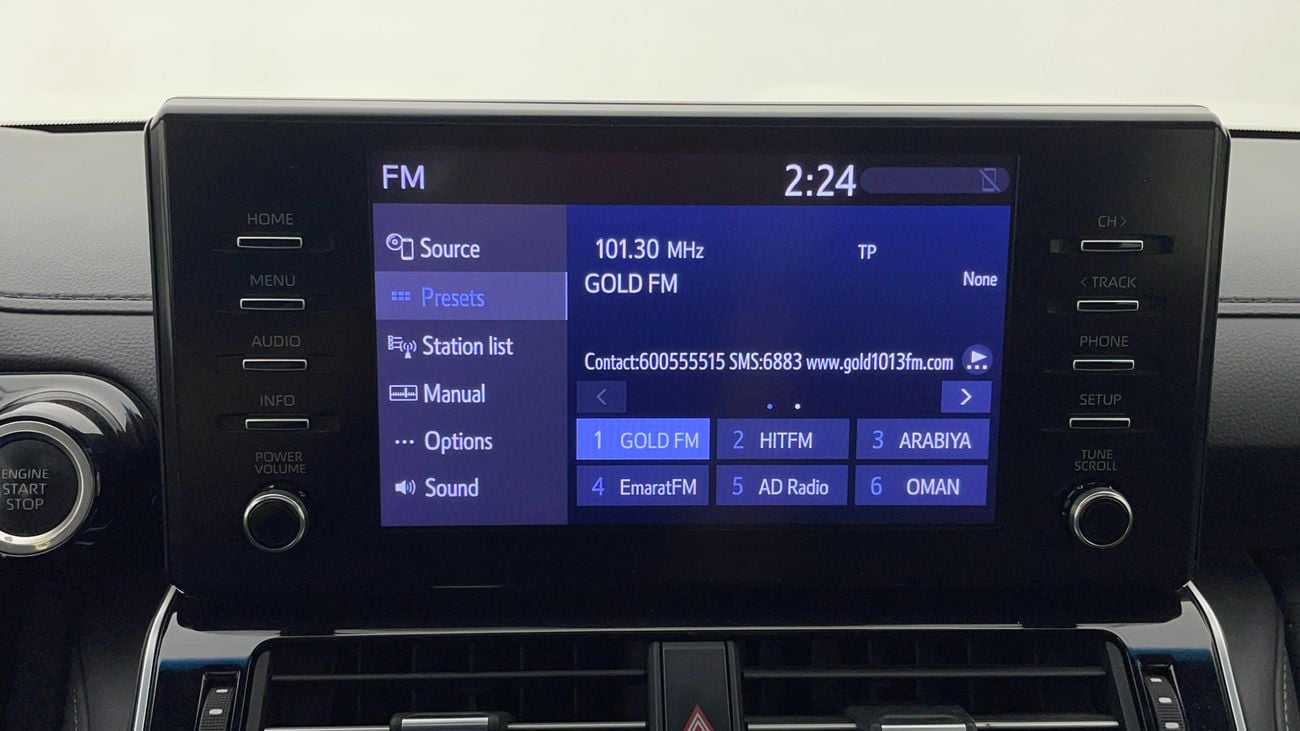 FM
2:24
HOME
MENU
AUDIO
INFO
POWER
VOLUME
ENGINE
START
STOP
Source
Presets
Station list
Manual
Options
Sound
101.30 MHz
TP
GOLD FM
None
Contact:600555515 SMS:6883 www.gold1013fm.com
<
>
1 GOLD FM
2 HITFM
3 ARABIYA
4 EmaratFM
5 AD Radio
6 OMAN
CH >
< TRACK
PHONE
SETUP
TUNE
SCROLL